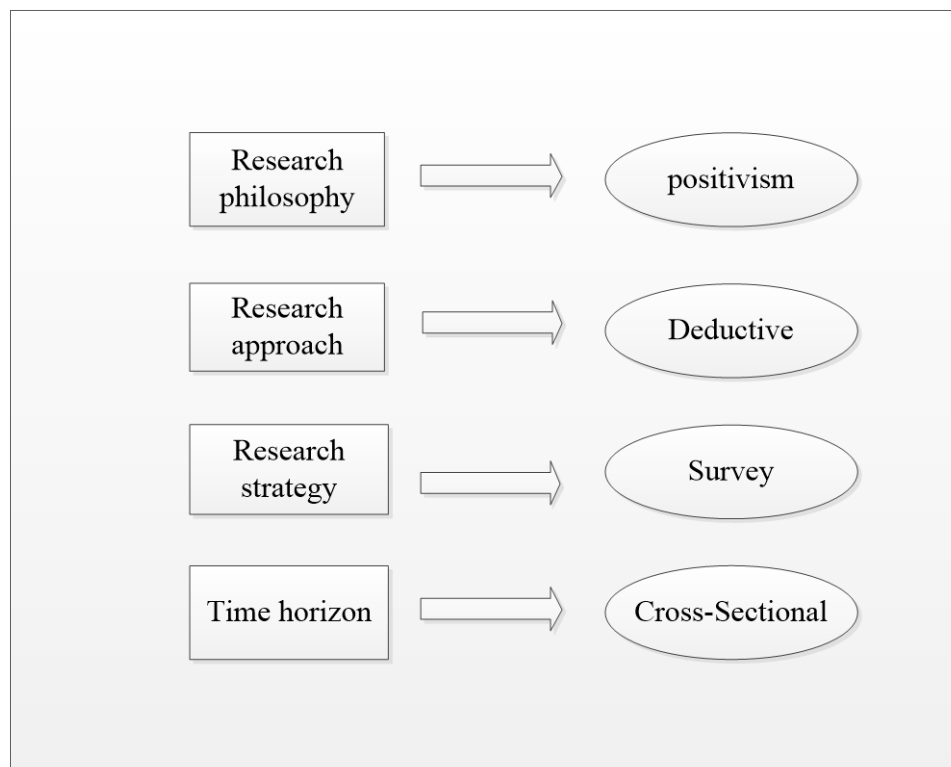 Research
philosophy
positivism
Research
approach
Deductive
Research
strategy
Survey
Time horizon
Cross-Sectional